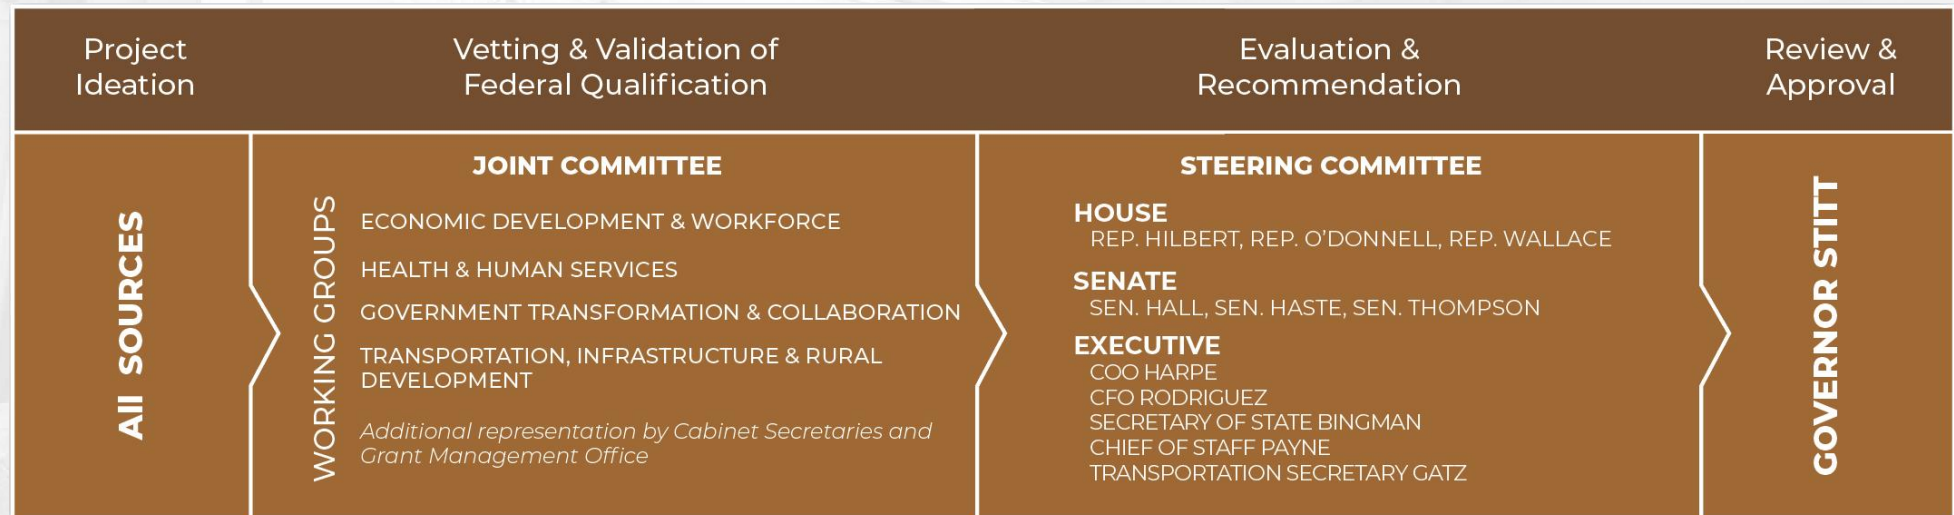 Project
Ideation
Vetting & Validation of
Federal Qualification
Evaluation &
Recommendation
Review &
Approval
All SOURCES
WORKING GROUPS
JOINT COMMITTEE
ECONOMIC DEVELOPMENT & WORKFORCE
HEALTH & HUMAN SERVICES
GOVERNMENT TRANSFORMATION & COLLABORATION
TRANSPORTATION, INFRASTRUCTURE & RURAL
DEVELOPMENT
Additional representation by Cabinet Secretaries and
Grant Management Office
STEERING COMMITTEE
HOUSE
REP. HILBERT, REP. O'DONNELL, REP. WALLACE
SENATE
SEN. HALL, SEN. HASTE, SEN. THOMPSON
EXECUTIVE
COO HARPE
CFO RODRIGUEZ
SECRETARY OF STATE BINGMAN
CHIEF OF STAFF PAYNE
TRANSPORTATION SECRETARY GATZ
GOVERNOR STITT